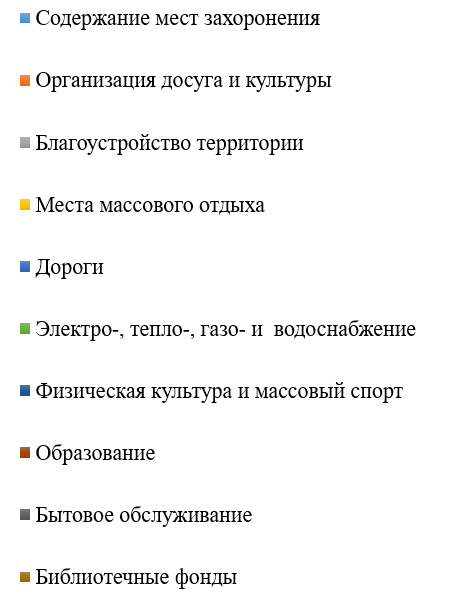 Содержание мест захоронения
Организация досуга и культуры
Благоустройство территории
Места массового отдыха
Дороги
Электро-, тепло-, газо- и  водоснабжение
Физическая культура и массовый спорт
Образование
Бытовое обслуживание
Библиотечные фонды